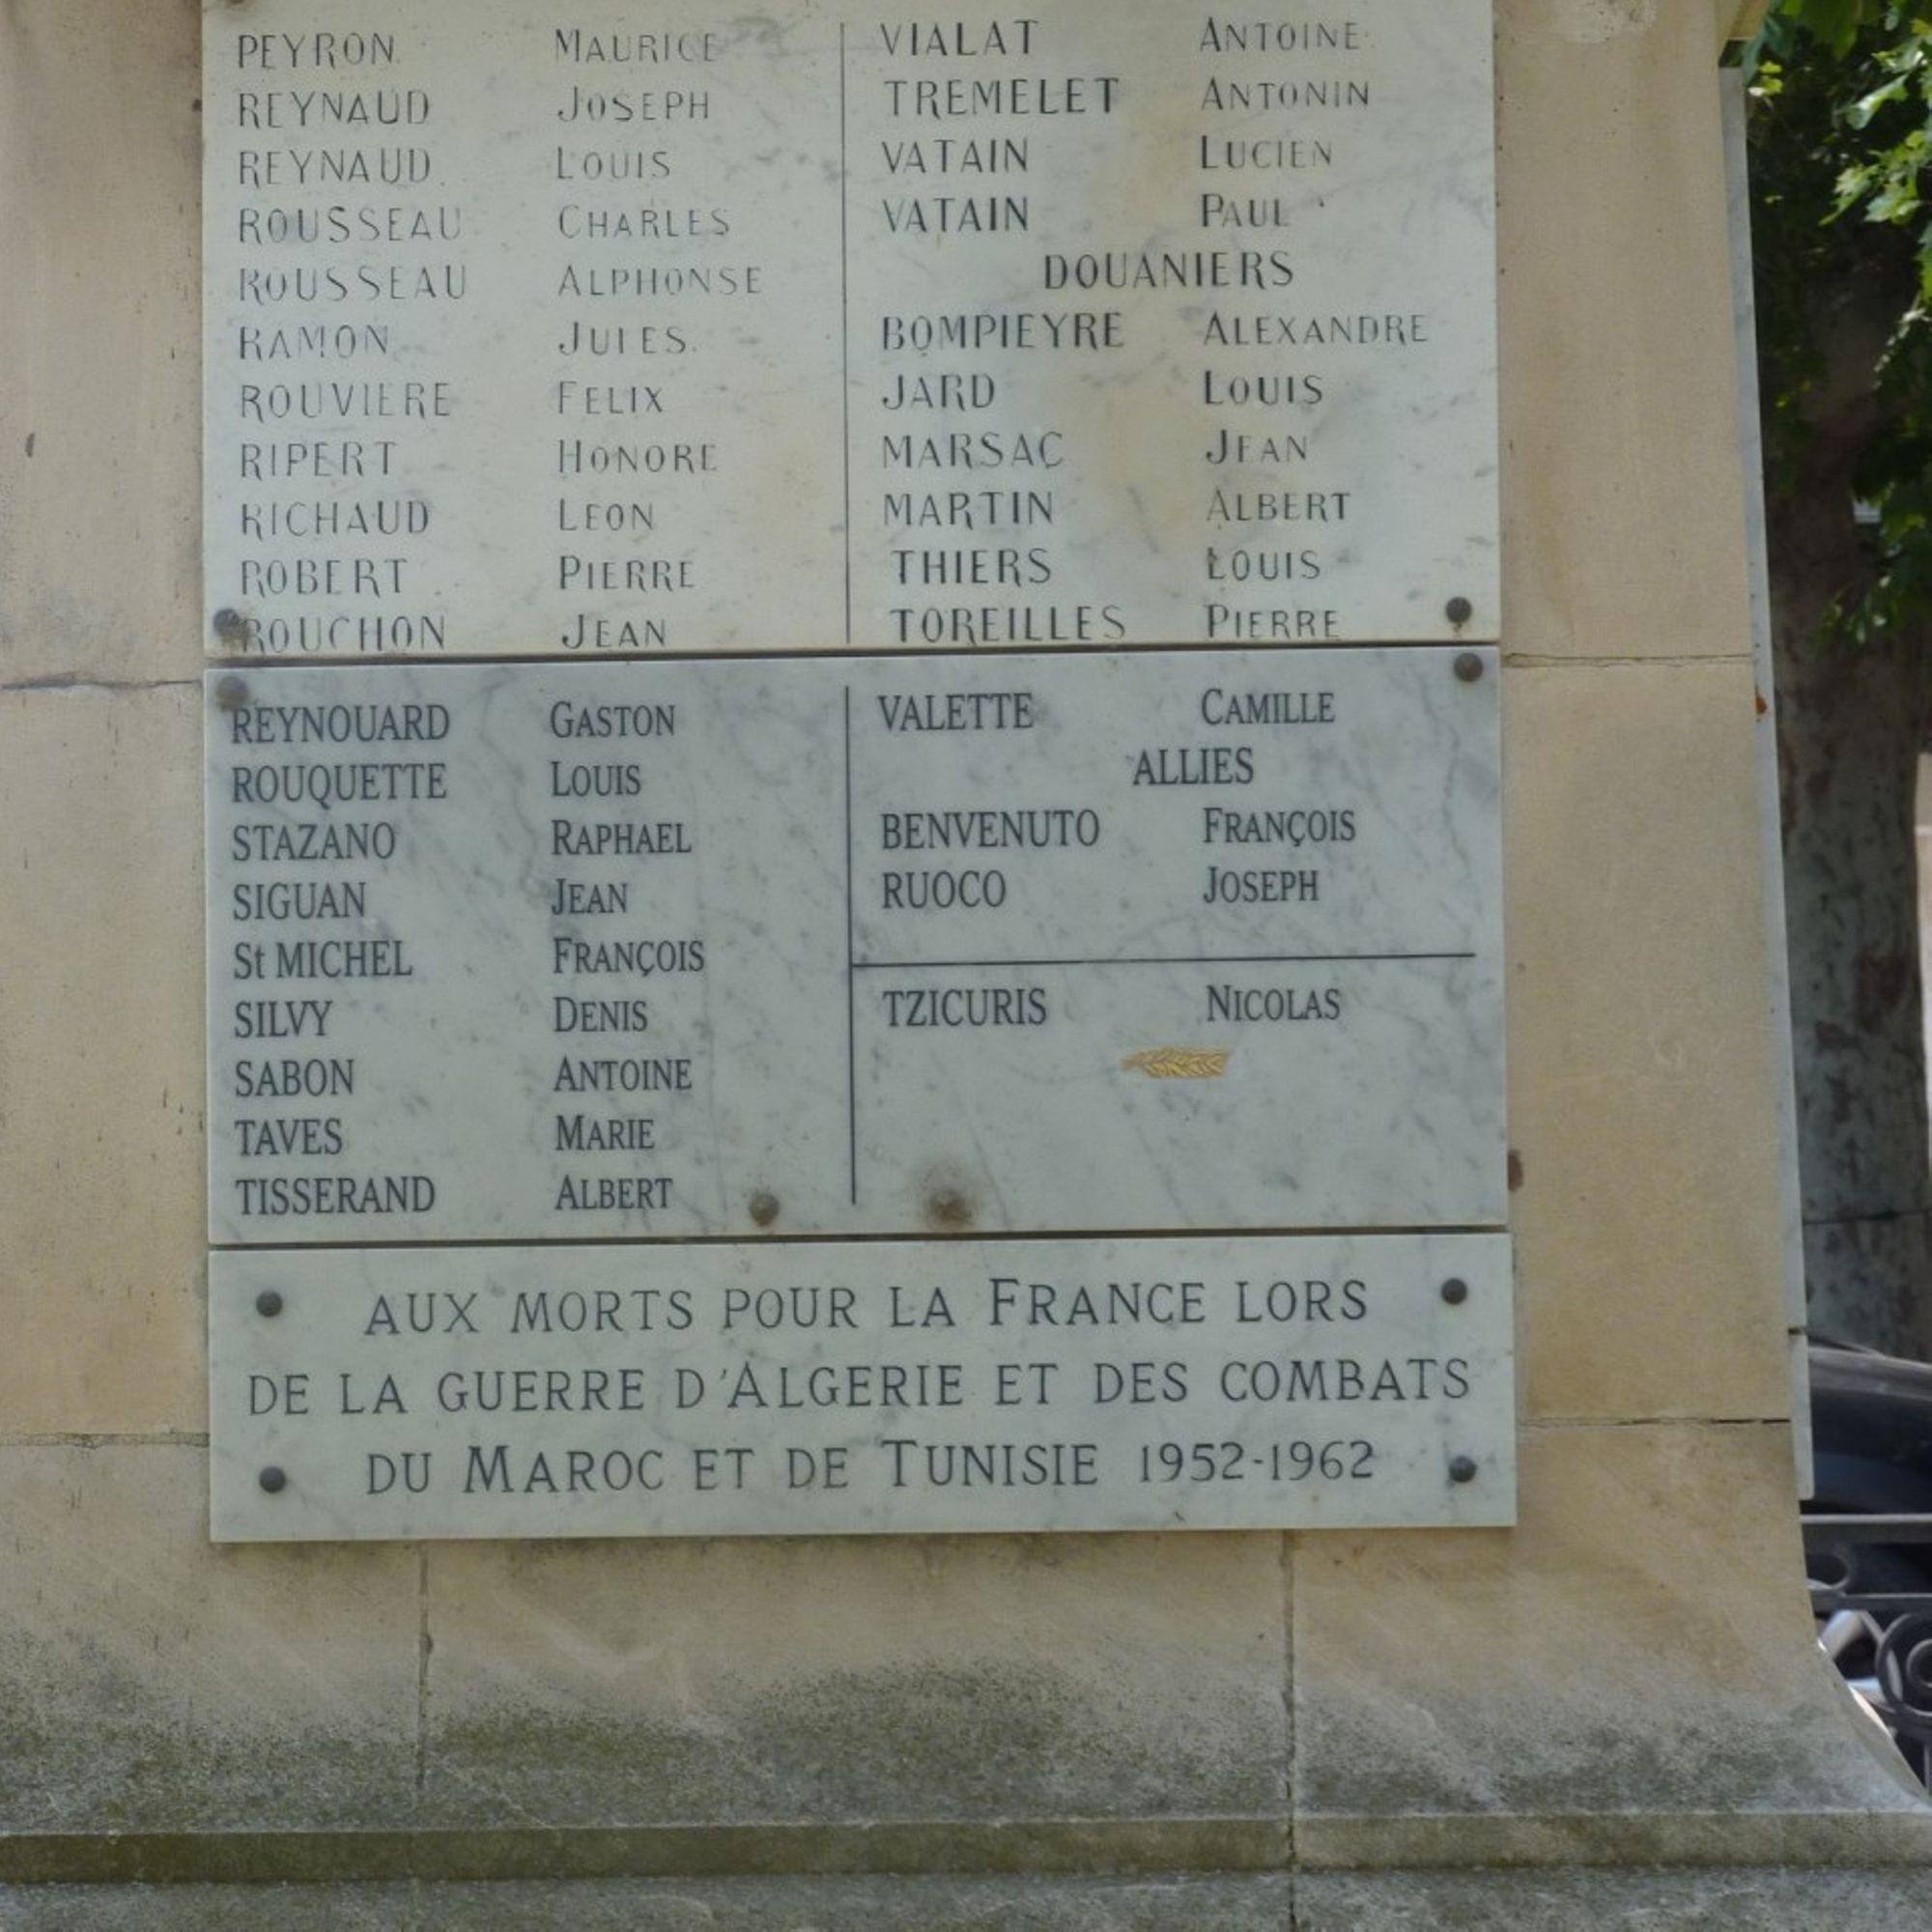 PEYRON MAURICE
REYNAUD JOSEPH
REYNAUD LOUIS
ROUSSEAU CHARLES
ROUSSEAU ALPHONSE
RAMON JULES
ROUVIERE FELIX
RIPERT HONORE
RICHAUD LEON
ROBERT PIERRE
ROUCHON JEAN
VIALAT ANTOINE
TREMELET ANTONIN
VATAIN LUCIEN
VATAIN PAUL
DOUANIERS
BOMPIEYRE ALEXANDRE
JARD LOUIS
MARSAC JEAN
MARTIN ALBERT
THIERS LOUIS
TOREILLES PIERRE
REYNOUARD GASTON
ROUQUETTE LOUIS
STAZANO RAPHAEL
SIGUAN JEAN
St MICHEL FRANÇOIS
SILVY DENIS
SABON ANTOINE
TAVES MARIE
TISSERAND ALBERT
VALETTE CAMILLE
ALLIES
BENVENUTO FRANÇOIS
RUOCO JOSEPH
TZICURIS NICOLAS
AUX MORTS POUR LA FRANCE LORS
DE LA GUERRE D'ALGERIE ET DES COMBATS
DU MAROC ET DE TUNISIE 1952-1962